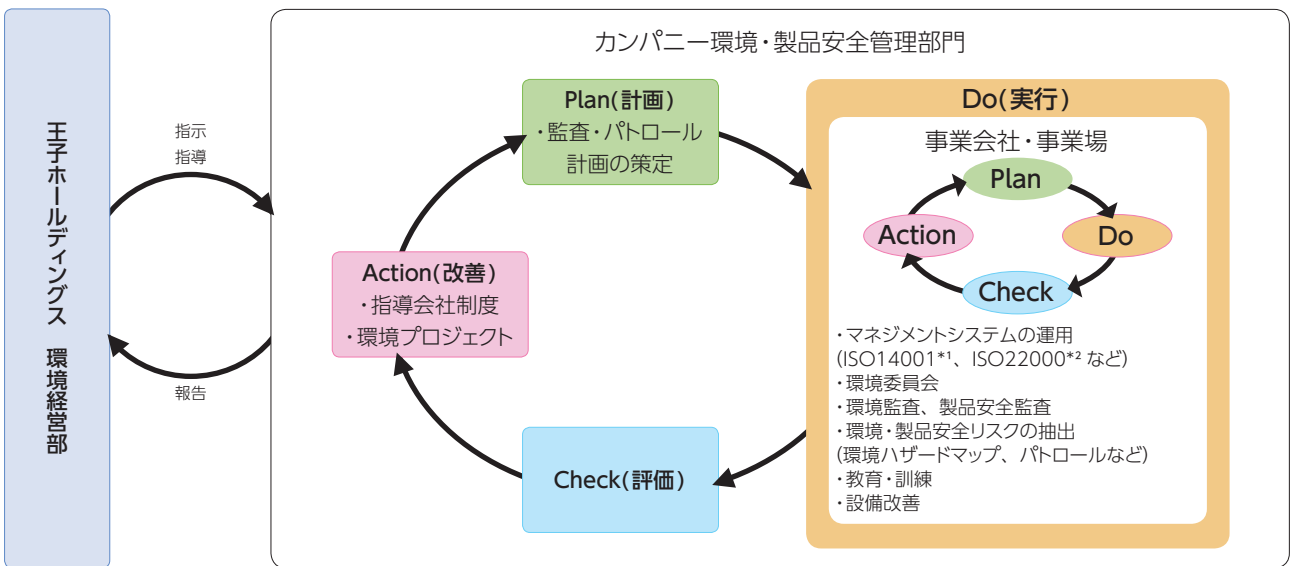 王子ホールディングス 環境経営部
指示
指導
報告
カンパニー環境・製品安全管理部門
Plan(計画)
・監査・パトロール
計画の策定
Action(改善)
・指導会社制度
・環境プロジェクト
Check(評価)
Do(実行)
事業会社・事業場
Plan
Action
Do
Check
・マネジメントシステムの運用
(ISO14001*¹、ISO22000*² など)
・環境委員会
・環境監査、製品安全監査
・環境・製品安全リスクの抽出
(環境ハザードマップ、パトロールなど)
・教育・訓練
・設備改善